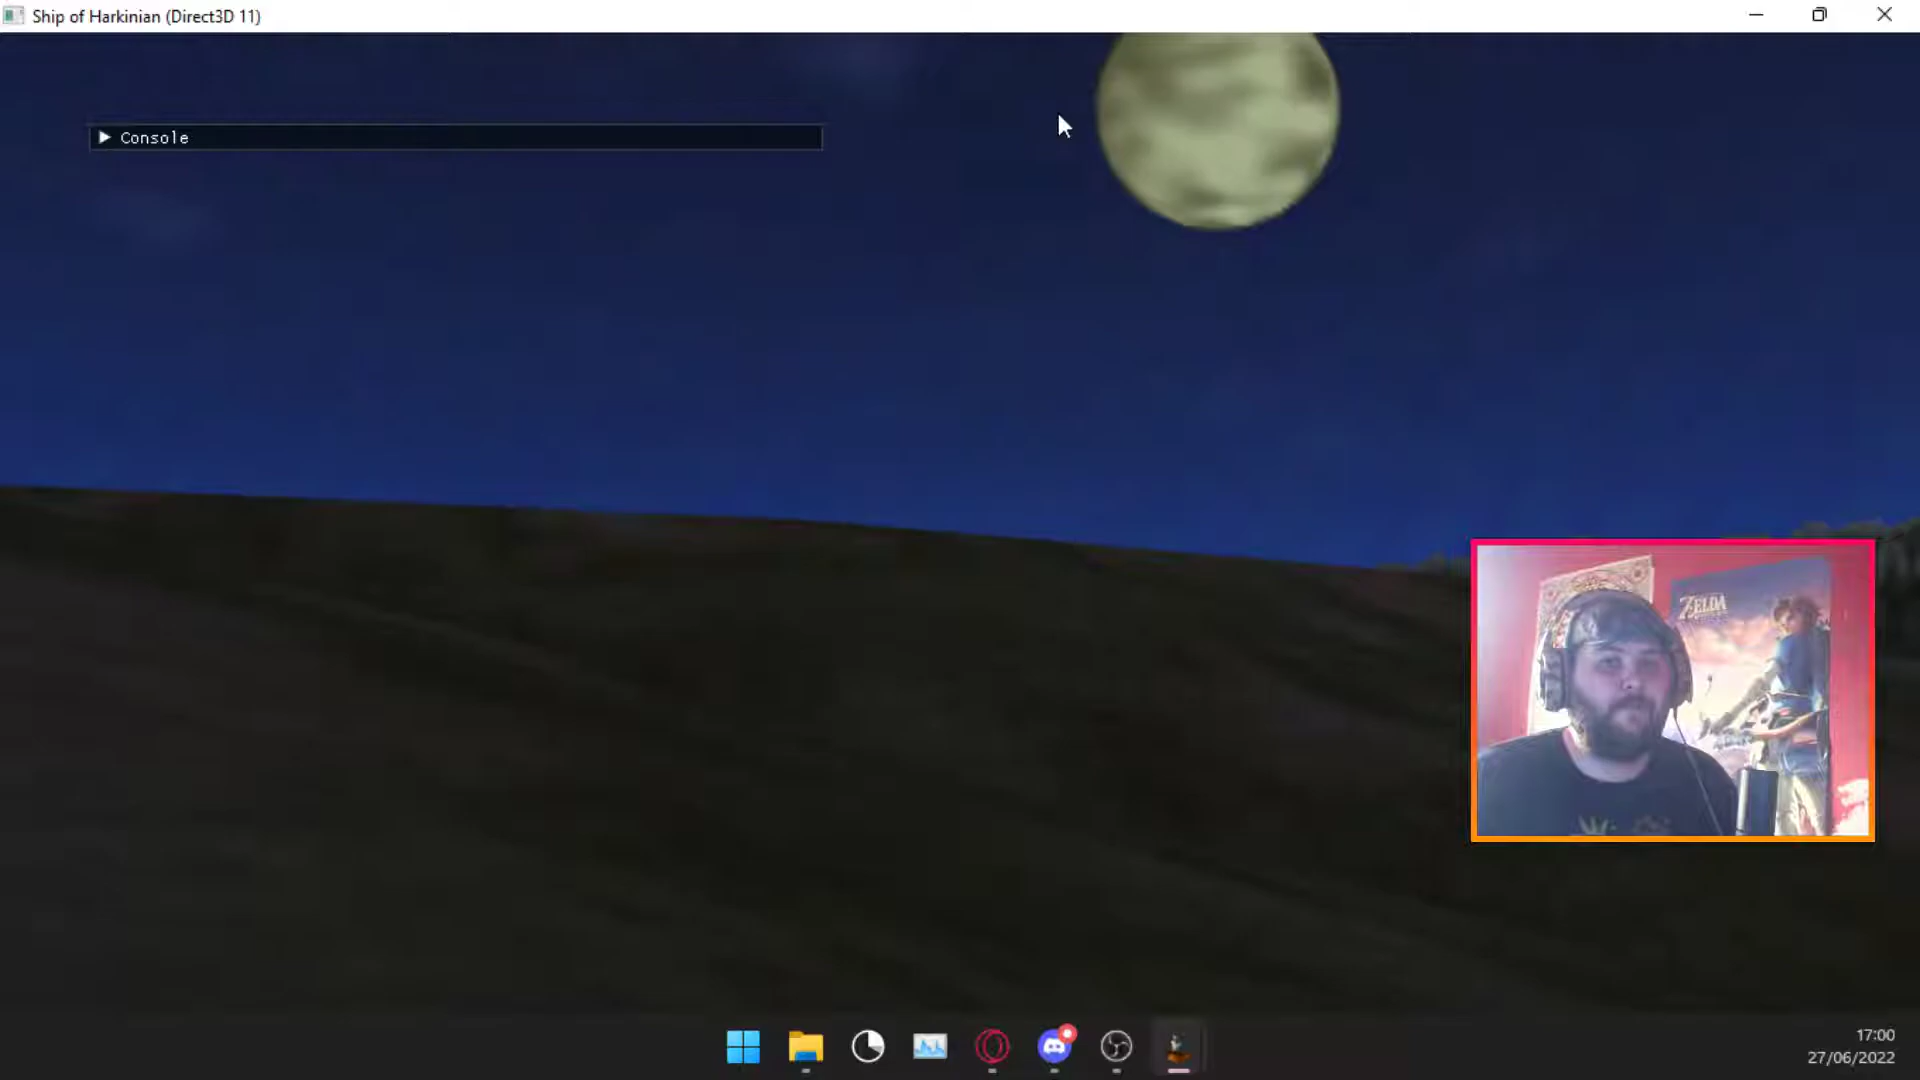 Ship of Harkinian (Direct3D 11)
Console
ZELDA
17:00
27/06/2022